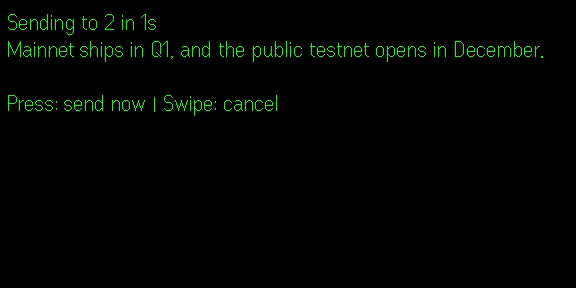 Sending to 2 in 1s
Mainnet ships in Q1, and the public testnet opens in December.
Press: send now | Swipe: cancel